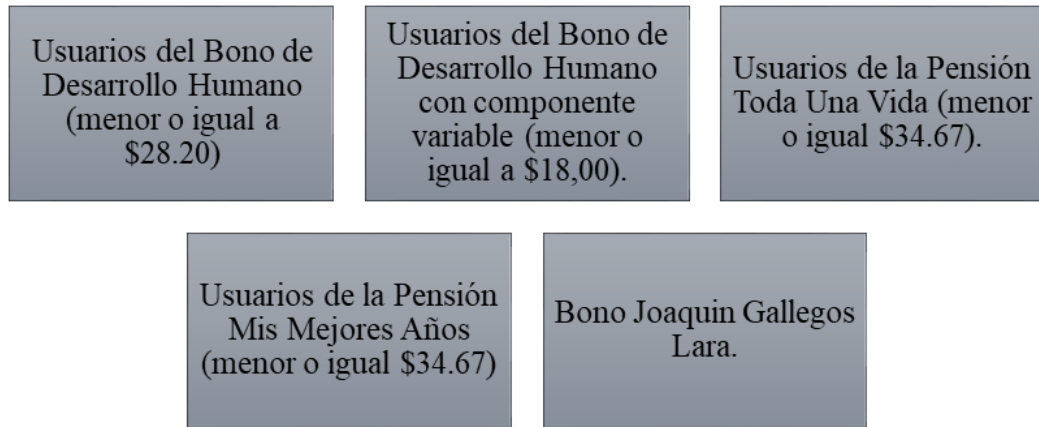 Usuarios del Bono de
Desarrollo Humano
(menor o igual a
$28.20)
Usuarios del Bono de
Desarrollo Humano
con componente
variable (menor o
igual a $18,00).
Usuarios de la Pensión
Toda Una Vida (menor
o igual $34.67).
Usuarios de la Pensión
Mis Mejores Años
(menor o igual $34.67)
Bono Joaquin Gallegos
Lara.